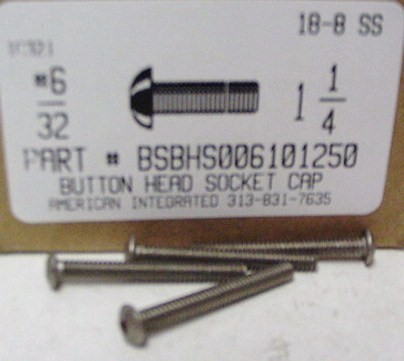 18-8 SS
#6
32
1 1/4
PART # BSBHS006101250
BUTTON HEAD SOCKET CAP
AMERICAN INTEGRATED 313-831-7635